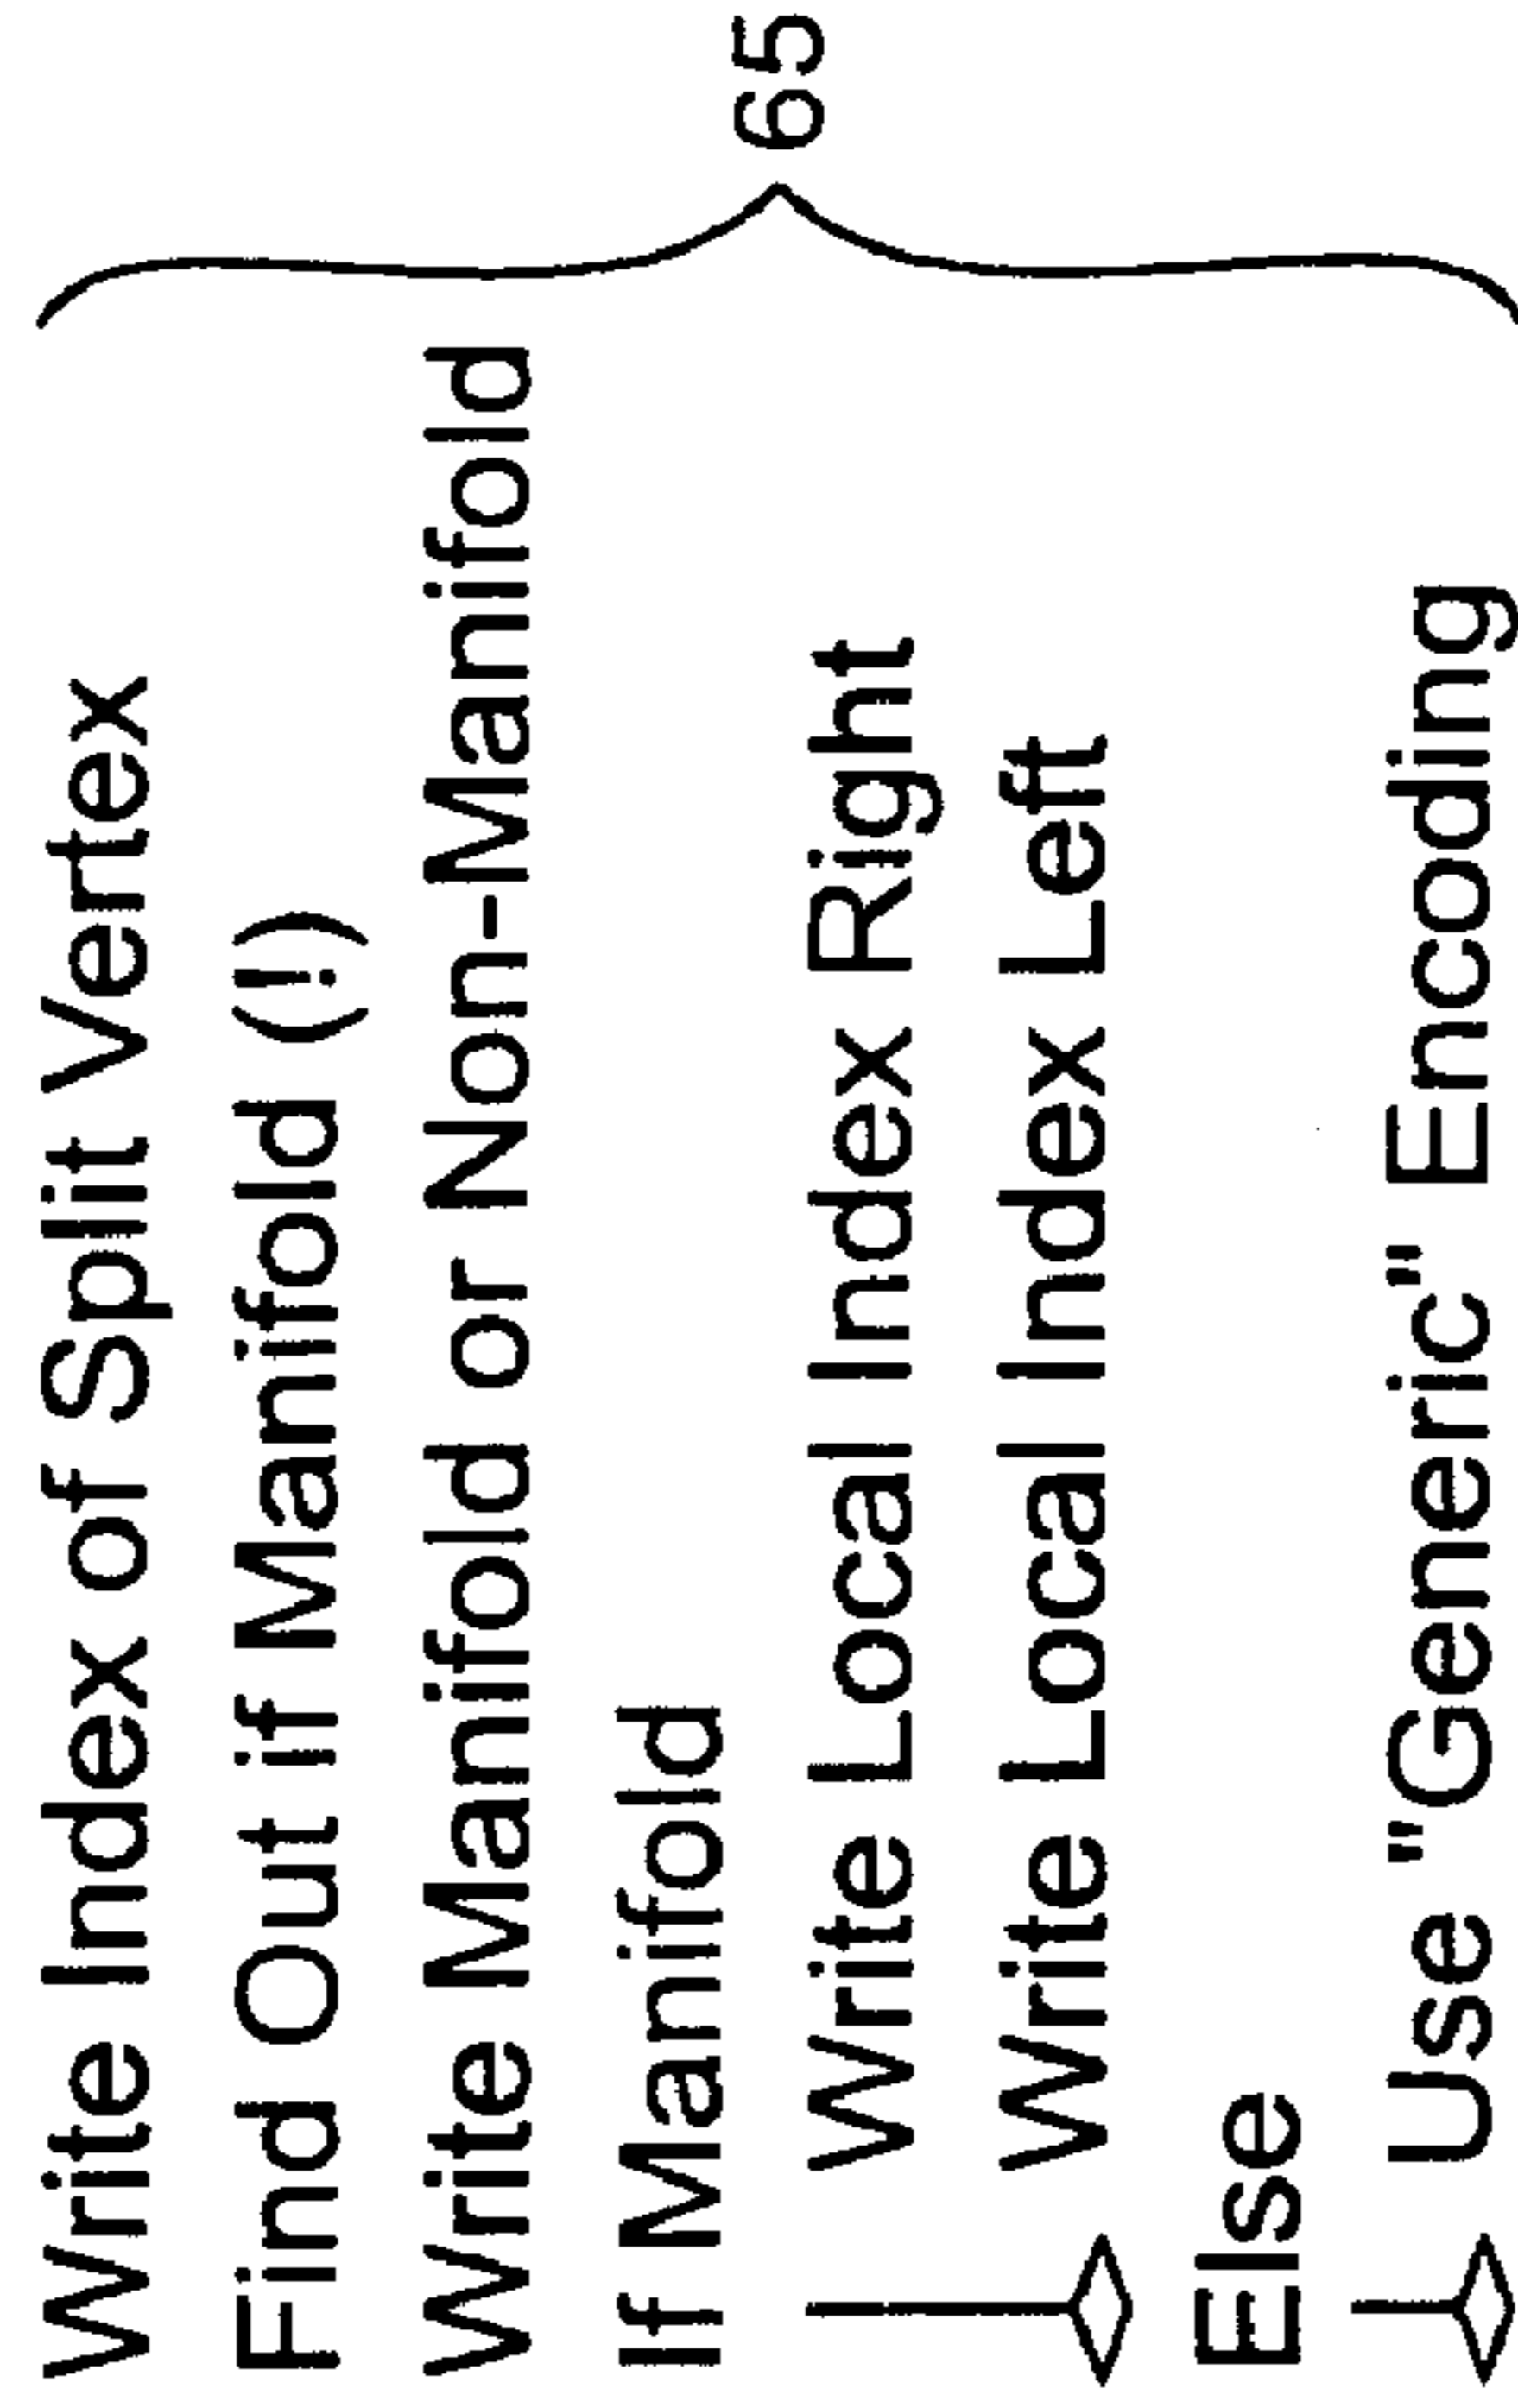 Write Index of Split Vertex
Find Out if Manifold (!)
Write Manifold or Non-Manifold
If Manifold
Write Local Index Right
Write Local Index Left
Else
Use "Generic" Encoding
65